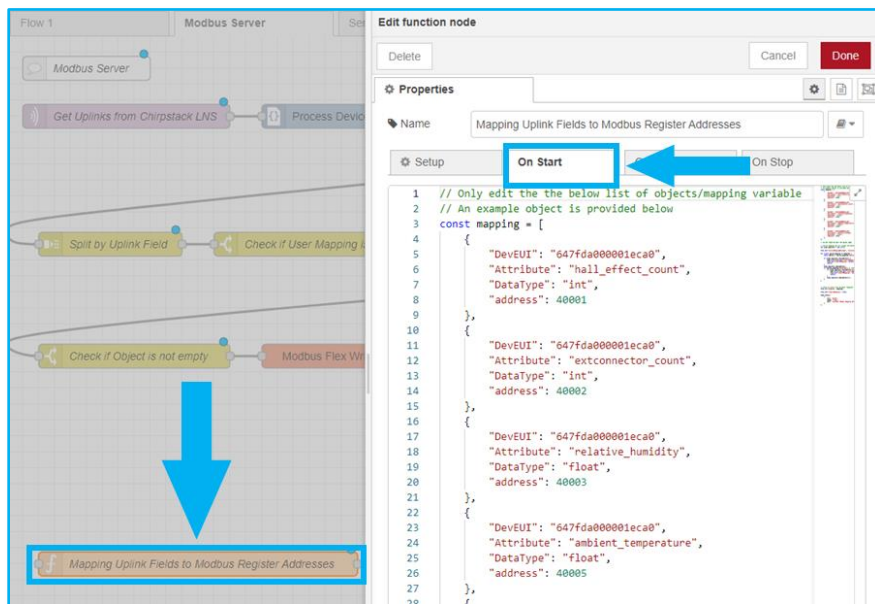 Flow 1
Modbus Server
Edit function node
Delete
Cancel
Done
Properties
Name
Mapping Uplink Fields to Modbus Register Addresses
Setup
On Start
On Stop
Modbus Server
Get Uplinks from Chirpstack LNS
Process Device
Split by Uplink Field
Check if User Mapping
Check if Object is not empty
Modbus Flex Wr
Mapping Uplink Fields to Modbus Register Addresses
1 // Only edit the the below list of objects/mapping variable
2 // An example object is provided below
3 const mapping = [
4 {
5 "DevEUI": "647fda000001eca0",
6 "Attribute": "hall_effect_count",
7 "DataType": "int",
8 "address": 40001
9 },
10 {
11 "DevEUI": "647fda000001eca0",
12 "Attribute": "extconnector_count",
13 "DataType": "int",
14 "address": 40002
15 },
16 {
17 "DevEUI": "647fda000001eca0",
18 "Attribute": "relative_humidity",
19 "DataType": "float",
20 "address": 40003
21 },
22 {
23 "DevEUI": "647fda000001eca0",
24 "Attribute": "ambient_temperature",
25 "DataType": "float",
26 "address": 40005
27 },
28 {